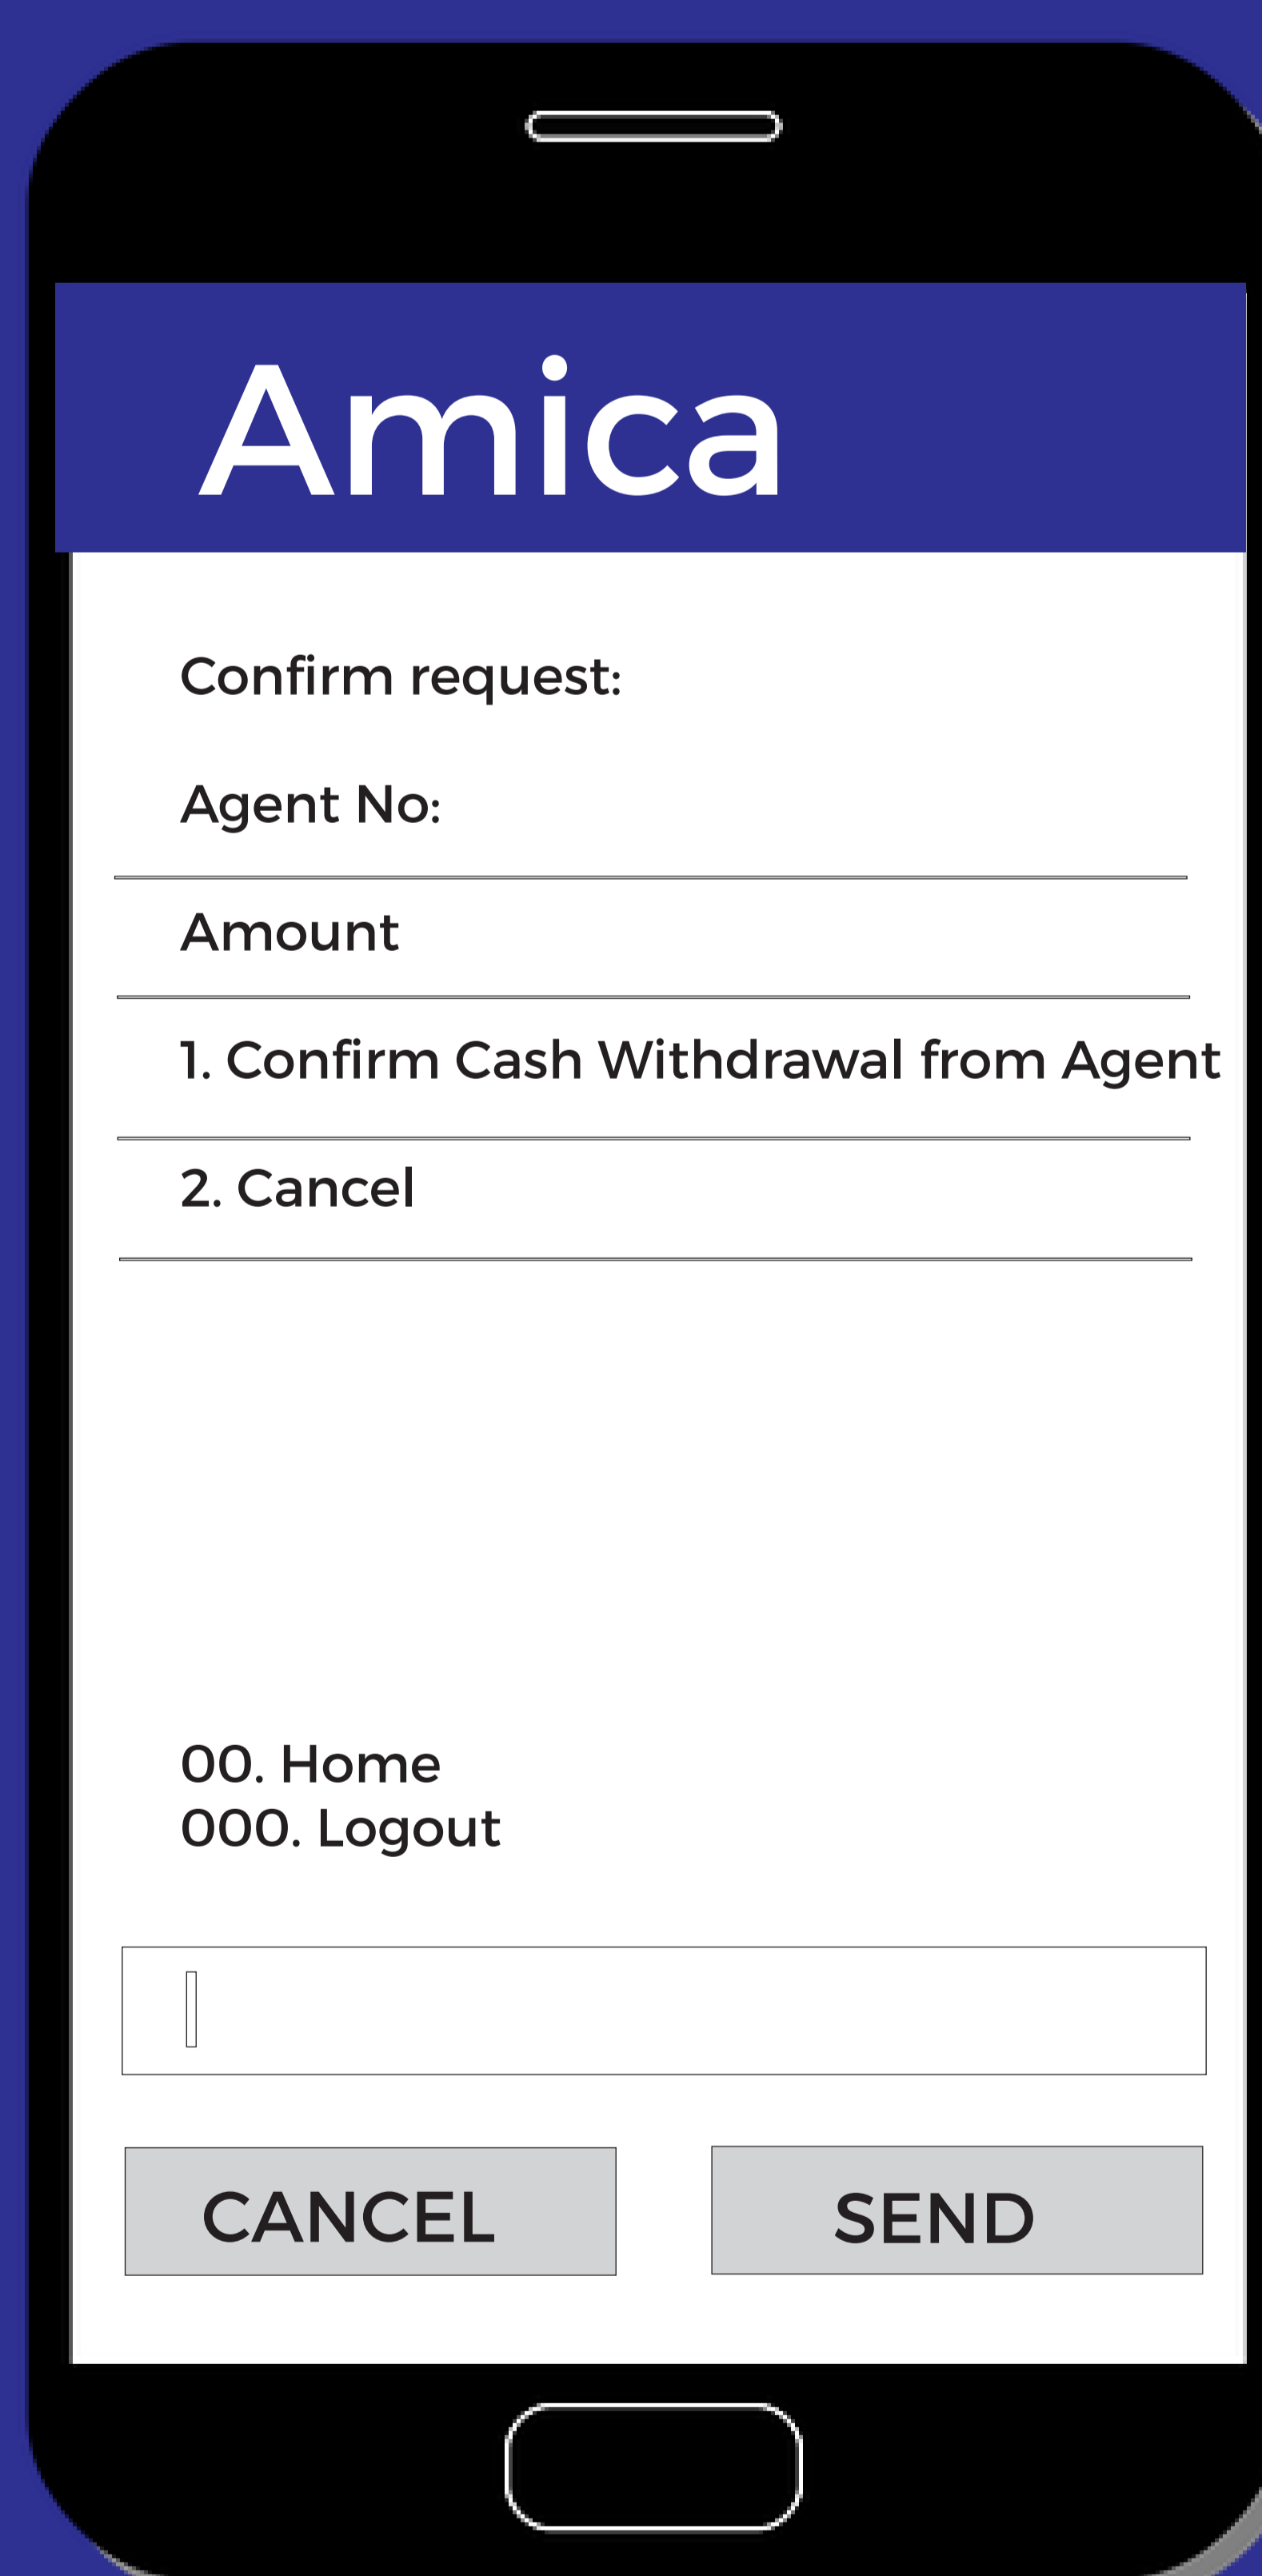 Amica
Confirm request:
Agent No:
Amount
1. Confirm Cash Withdrawal from Agent
2. Cancel
00. Home
000. Logout
CANCEL
SEND